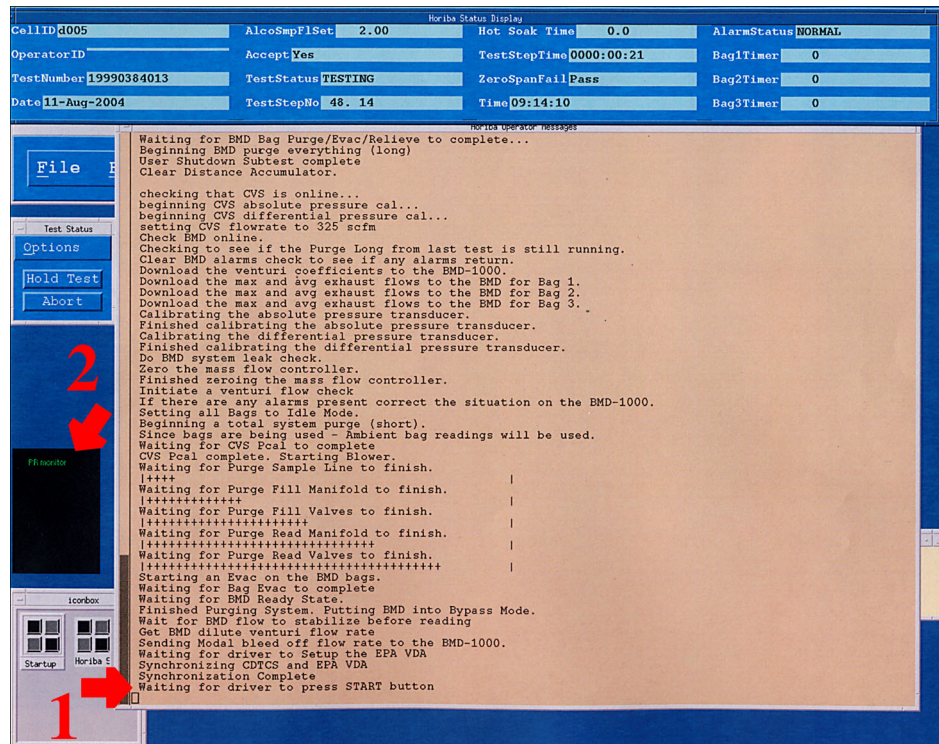 Horiba Status Display
CellID d005 AlcoSmpFlSet 2.00 Hot Soak Time 0.0 AlarmStatus NORMAL
OperatorID Accept Yes TestStepTime 0000:00:21 Bag1Timer 0
TestNumber 19990384013 TestStatus TESTING ZeroSpanFail Pass Bag2Timer 0
Date 11-Aug-2004 TestStepNo 48. 14 Time 09:14:10 Bag3Timer 0
Horiba Operator Messages
File
Test Status
Options
Hold Test
Abort
2
PR monitor
iconbox
Startup Horiba S
1
Waiting for BMD Bag Purge/Evac/Relieve to complete...
Beginning BMD purge everything (long)
User Shutdown Subtest complete
Clear Distance Accumulator.
checking that CVS is online...
beginning CVS absolute pressure cal...
beginning CVS differential pressure cal...
setting CVS flowrate to 325 scfm
Check BMD online.
Checking to see if the Purge Long from last test is still running.
Clear BMD alarms check to see if any alarms return.
Download the venturi coefficients to the BMD-1000.
Download the max and avg exhaust flows to the BMD for Bag 1.
Download the max and avg exhaust flows to the BMD for Bag 2.
Download the max and avg exhaust flows to the BMD for Bag 3.
Calibrating the absolute pressure transducer.
Finished calibrating the absolute pressure transducer.
Calibrating the differential pressure transducer.
Finished calibrating the differential pressure transducer.
Do BMD system leak check.
Zero the mass flow controller.
Finished zeroing the mass flow controller.
Initiate a venturi flow check
If there are any alarms present correct the situation on the BMD-1000.
Setting all Bags to Idle Mode.
Beginning a total system purge (short).
Since bags are being used - Ambient bag readings will be used.
Waiting for CVS Pcal to complete
CVS Pcal complete. Starting Blower.
Waiting for Purge Sample Line to finish.
|++++ |
Waiting for Purge Fill Manifold to finish.
|+++++++++++++ |
Waiting for Purge Fill Valves to finish.
|++++++++++++++++++++++ |
Waiting for Purge Read Manifold to finish.
|+++++++++++++++++++++++++++++++ |
Waiting for Purge Read Valves to finish.
|++++++++++++++++++++++++++++++++++++++++ |
Starting an Evac on the BMD bags.
Waiting for Bag Evac to complete
Waiting for BMD Ready State.
Finished Purging System. Putting BMD into Bypass Mode.
Wait for BMD flow to stabilize before reading
Get BMD dilute venturi flow rate
Sending Modal bleed off flow rate to the BMD-1000.
Waiting for driver to Setup the EPA VDA
Synchronizing CDTCS and EPA VDA
Synchronization Complete
Waiting for driver to press START button